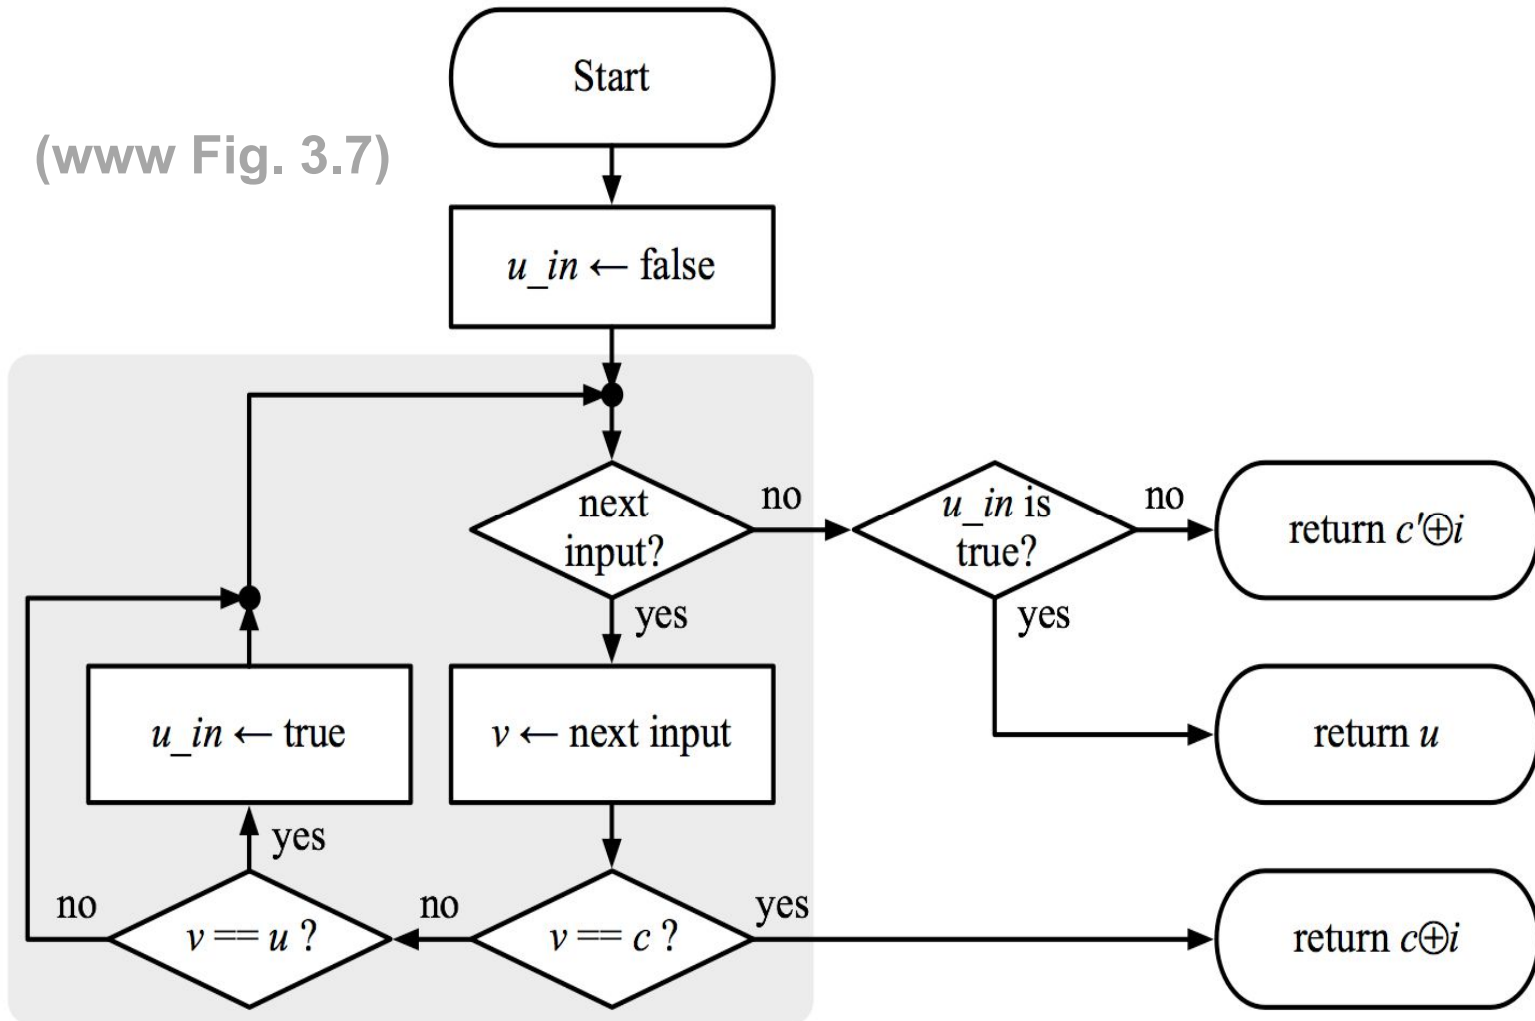 Start
(www Fig. 3.7)
u_in ← false
next
input?
no
u_in is
true?
no
return c′⊕i
yes
yes
u_in ← true
v ← next input
return u
yes
no
v == u ?
no
v == c ?
yes
return c⊕i